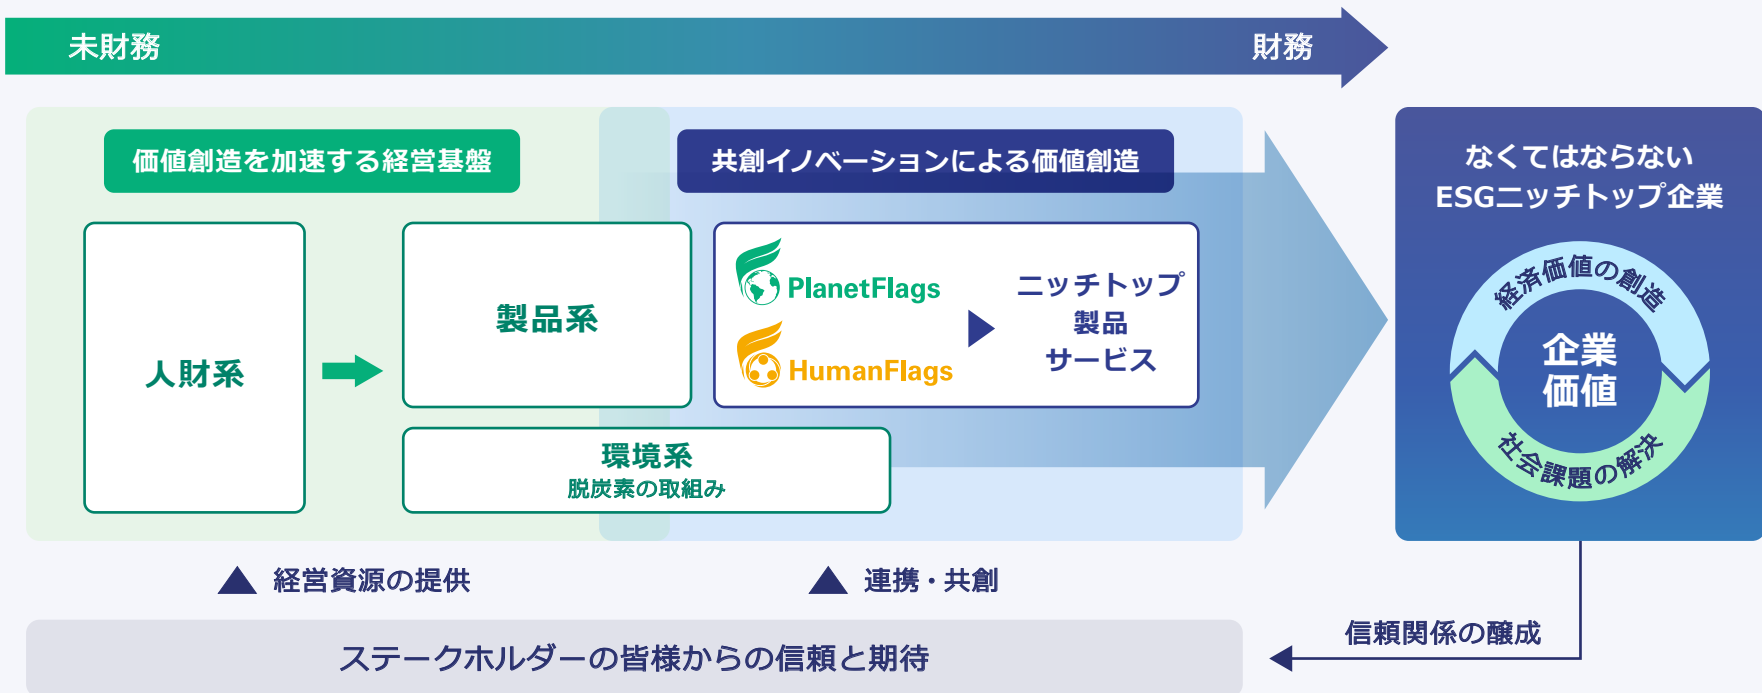 未財務
財務
価値創造を加速する経営基盤
共創イノベーションによる価値創造
なくてはならない
ESGニッチトップ企業
人財系
製品系
環境系
脱炭素の取組み
PlanetFlags
HumanFlags
ニッチトップ
製品
サービス
経済価値の創造
企業
価値
社会課題の解決
経営資源の提供
連携・共創
信頼関係の醸成
ステークホルダーの皆様からの信頼と期待